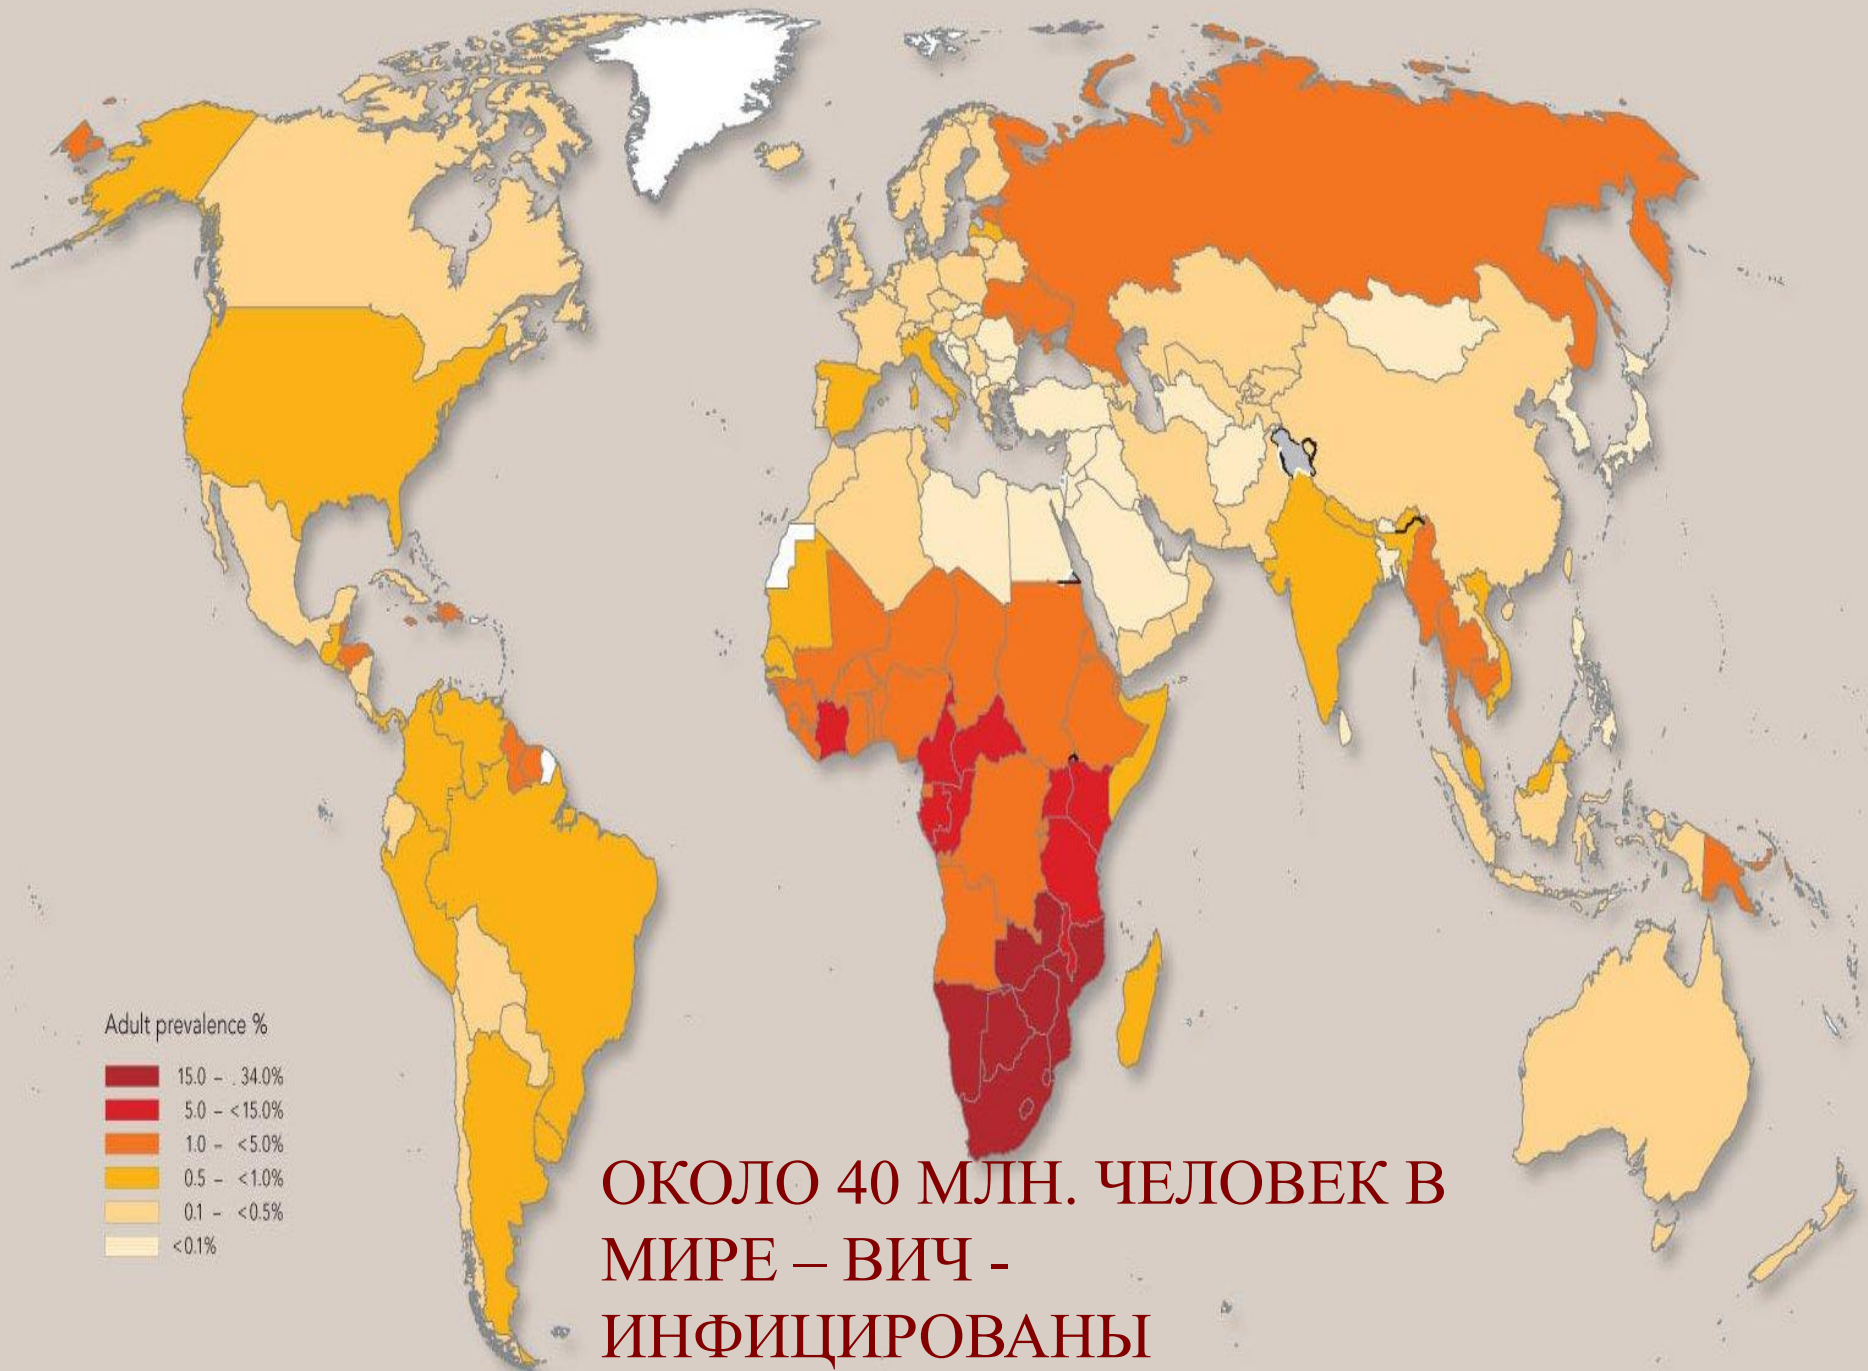 Adult prevalence %
15.0 – . 34.0%
5.0 – <15.0%
1.0 – <5.0%
0.5 – <1.0%
0.1 – <0.5%
<0.1%
ОКОЛО 40 МЛН. ЧЕЛОВЕК В
МИРЕ – ВИЧ -
ИНФИЦИРОВАНЫ